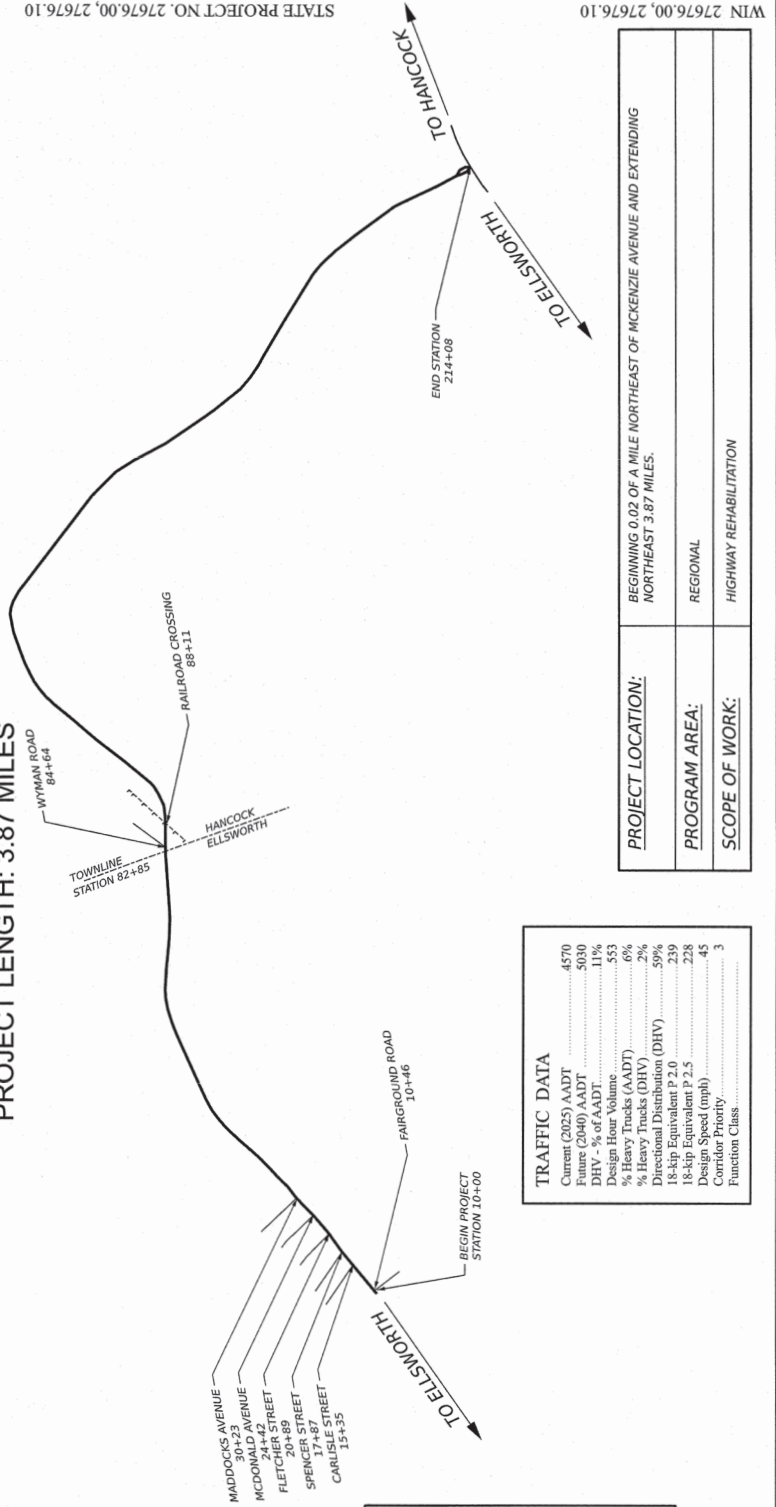 PROJECT LENGTH: 3.87 MILES
STATE PROJECT NO. 27676.00, 27676.10
WIN 27676.00, 27676.10
TO HANCOCK
TO ELLSWORTH
END STATION
214+08
WYMAN ROAD
84+64
RAILROAD CROSSING
88+11
TOWNLINE
STATION 82+85
HANCOCK
ELLSWORTH
MADDOCKS AVENUE
30+23
MCDONALD AVENUE
24+42
FLETCHER STREET
20+89
SPENCER STREET
17+87
CARLISLE STREET
15+35
FAIRGROUND ROAD
10+46
BEGIN PROJECT
STATION 10+00
TO ELLSWORTH
TRAFFIC DATA
Current (2025) AADT 4570
Future (2040) AADT 5030
DHV - % of AADT 11%
Design Hour Volume 553
% Heavy Trucks (AADT) 6%
% Heavy Trucks (DHV) 2%
Directional Distribution (DHV) 59%
18-kip Equivalent P 2.0 239
18-kip Equivalent P 2.5 228
Design Speed (mph) 45
Corridor Priority 3
Function Class
PROJECT LOCATION: BEGINNING 0.02 OF A MILE NORTHEAST OF MCKENZIE AVENUE AND EXTENDING
NORTHEAST 3.87 MILES.
PROGRAM AREA: REGIONAL
SCOPE OF WORK: HIGHWAY REHABILITATION